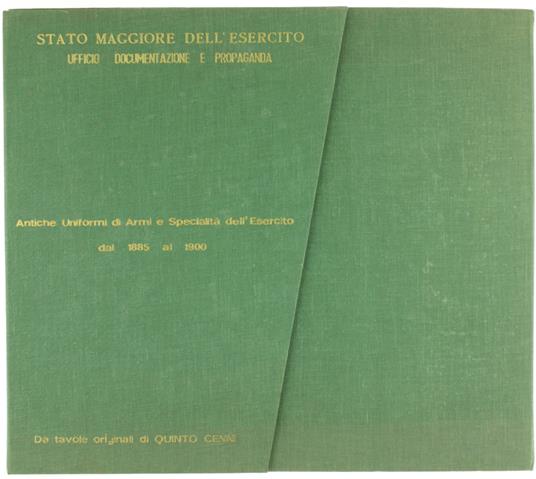 STATO MAGGIORE DELL'ESERCITO
UFFICIO DOCUMENTAZIONE E PROPAGANDA
Antiche Uniformi di Armi e Specialità dell'Esercito
dal 1885 al 1900
Da tavole originali di QUINTO CENNI